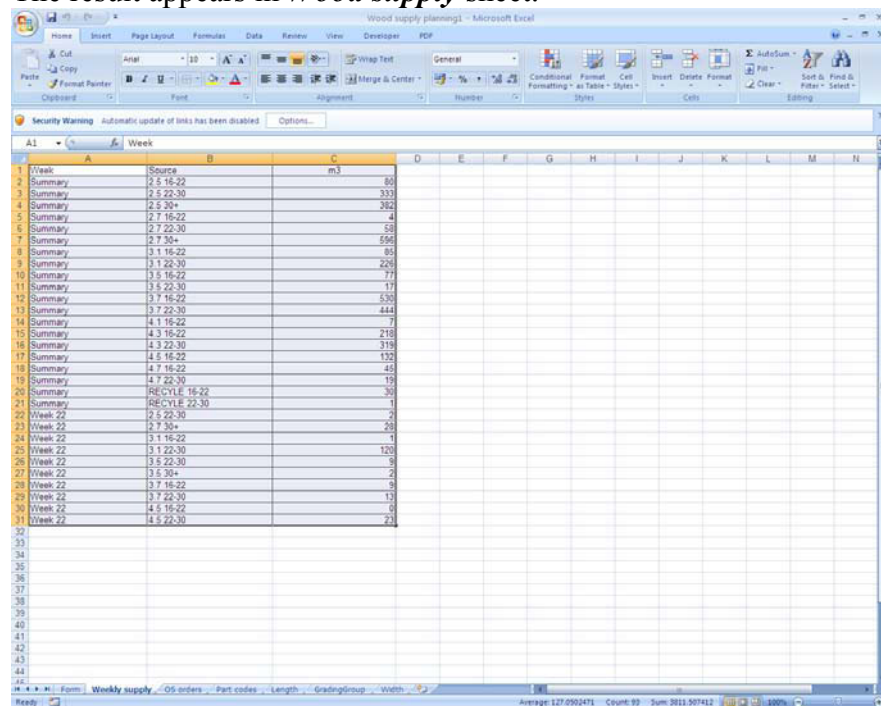 The result appears in Wood supply sheet.
Wood supply planning1 - Microsoft Excel
Home Insert Page Layout Formulas Data Review View Developer PDF
Cut
Copy
Format Painter
Paste
Clipboard
Arial 10
Font
Wrap Text
Merge & Center
Alignment
General
Number
Conditional Formatting
Format as Table
Cell Styles
Styles
Insert Delete Format
Cells
AutoSum
Fill
Clear
Sort & Filter
Find & Select
Editing
Security Warning Automatic update of links has been disabled Options...
A1 fx Week
A B C D E F G H I J K L M N
1 Week Source m3
2 Summary 2.5 16-22 80
3 Summary 2.5 22-30 333
4 Summary 2.5 30+ 382
5 Summary 2.7 16-22 4
6 Summary 2.7 22-30 58
7 Summary 2.7 30+ 596
8 Summary 3.1 16-22 85
9 Summary 3.1 22-30 226
10 Summary 3.5 16-22 77
11 Summary 3.5 22-30 17
12 Summary 3.7 16-22 530
13 Summary 3.7 22-30 444
14 Summary 4.1 16-22 7
15 Summary 4.3 16-22 218
16 Summary 4.3 22-30 319
17 Summary 4.5 16-22 132
18 Summary 4.7 16-22 45
19 Summary 4.7 22-30 19
20 Summary RECYLE 16-22 30
21 Summary RECYLE 22-30 1
22 Week 22 2.5 22-30 2
23 Week 22 2.7 30+ 28
24 Week 22 3.1 16-22 1
25 Week 22 3.1 22-30 120
26 Week 22 3.5 22-30 9
27 Week 22 3.5 30+ 2
28 Week 22 3.7 16-22 9
29 Week 22 3.7 22-30 13
30 Week 22 4.5 16-22 0
31 Week 22 4.5 22-30 23
32
33
34
35
36
37
38
39
40
41
42
43
44
45
Form Weekly supply OS orders Part codes Length GradingGroup Width
Ready Average: 127.0502471 Count: 93 Sum: 3811.507412 100%